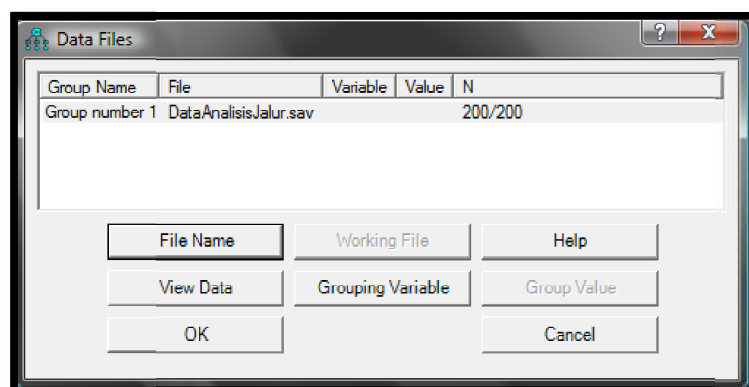 Data Files
? X
Group Name File Variable Value N
Group number 1 DataAnalisisJalur.sav 200/200
File Name Working File Help
View Data Grouping Variable Group Value
OK Cancel